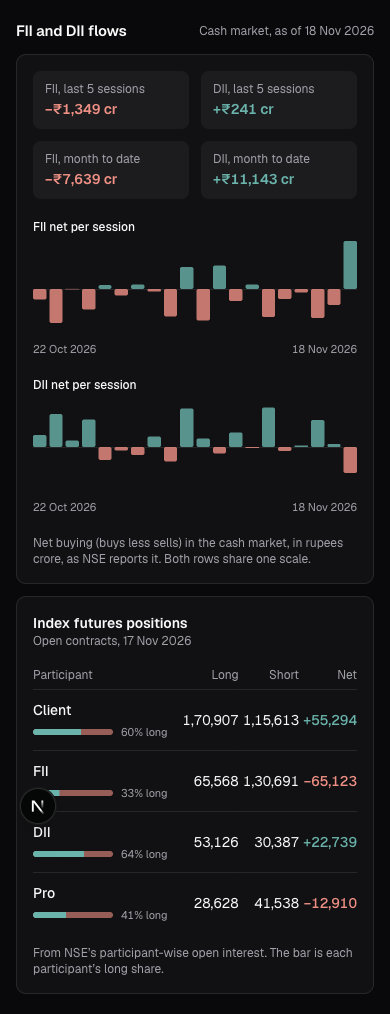 FII and DII flows
Cash market, as of 18 Nov 2026
FII, last 5 sessions
−₹1,349 cr
DII, last 5 sessions
+₹241 cr
FII, month to date
−₹7,639 cr
DII, month to date
+₹11,143 cr
FII net per session
22 Oct 2026
18 Nov 2026
DII net per session
22 Oct 2026
18 Nov 2026
Net buying (buys less sells) in the cash market, in rupees
crore, as NSE reports it. Both rows share one scale.
Index futures positions
Open contracts, 17 Nov 2026
Participant Long Short Net
Client
60% long
1,70,907 1,15,613 +55,294
FII
33% long
65,568 1,30,691 −65,123
N
DII
64% long
53,126 30,387 +22,739
Pro
41% long
28,628 41,538 −12,910
From NSE's participant-wise open interest. The bar is each
participant's long share.